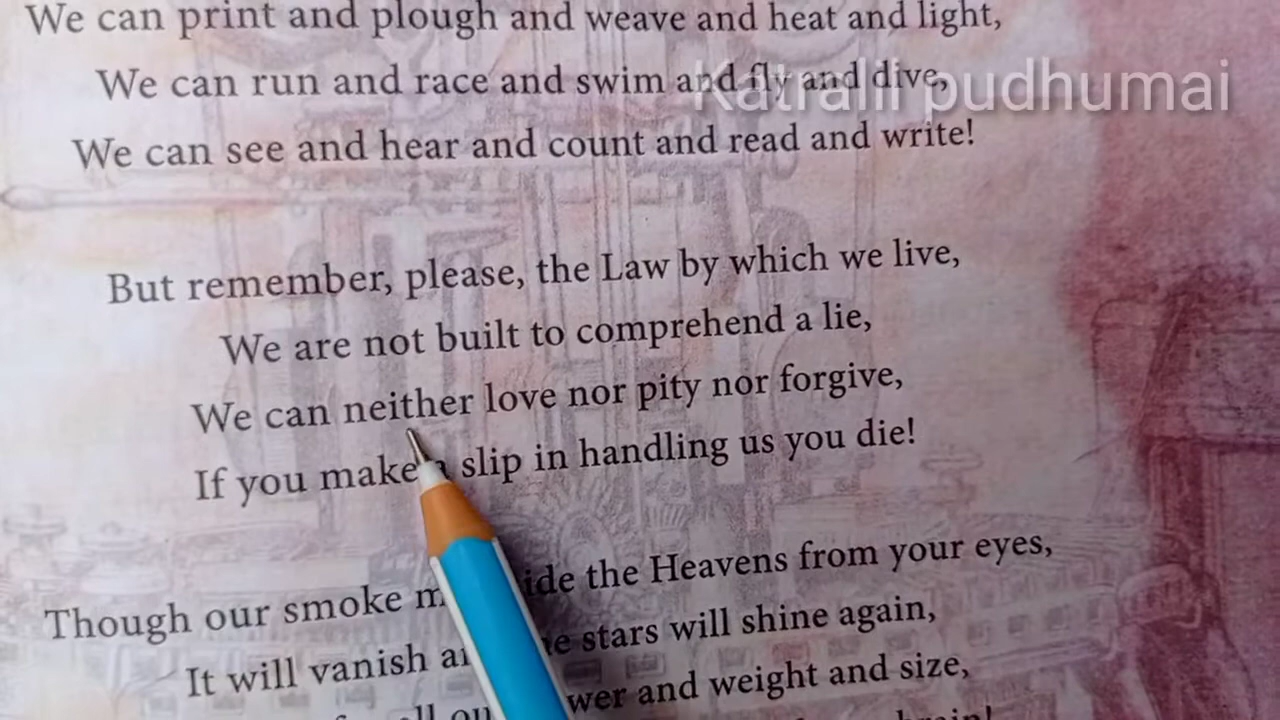 We can print and plough and weave and heat and light,
We can run and race and swim and fly and dive,
Katralil pudhumai
We can see and hear and count and read and write!
But remember, please, the Law by which we live,
We are not built to comprehend a lie,
We can neither love nor pity nor forgive,
If you make a slip in handling us you die!
Though our smoke the Heavens from your eyes,
It will vanish stars will shine again,
and weight and size,